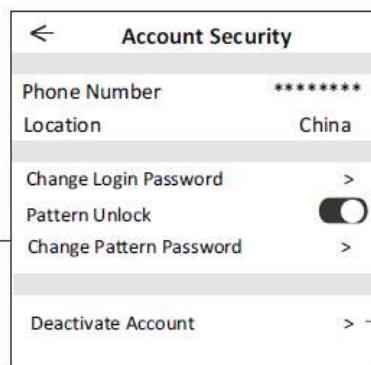 ← Account Security
Phone Number ********
Location China
Change Login Password >
Pattern Unlock
Change Pattern Password >
Deactivate Account >